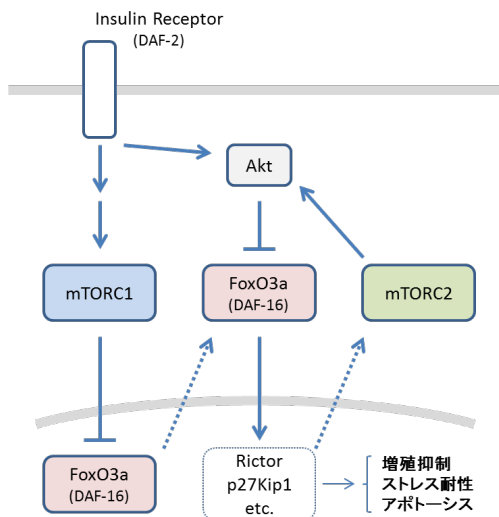 Insulin Receptor
(DAF-2)
Akt
mTORC1
FoxO3a
(DAF-16)
mTORC2
FoxO3a
(DAF-16)
Rictor
p27Kip1
etc.
増殖抑制
ストレス耐性
アポトーシス